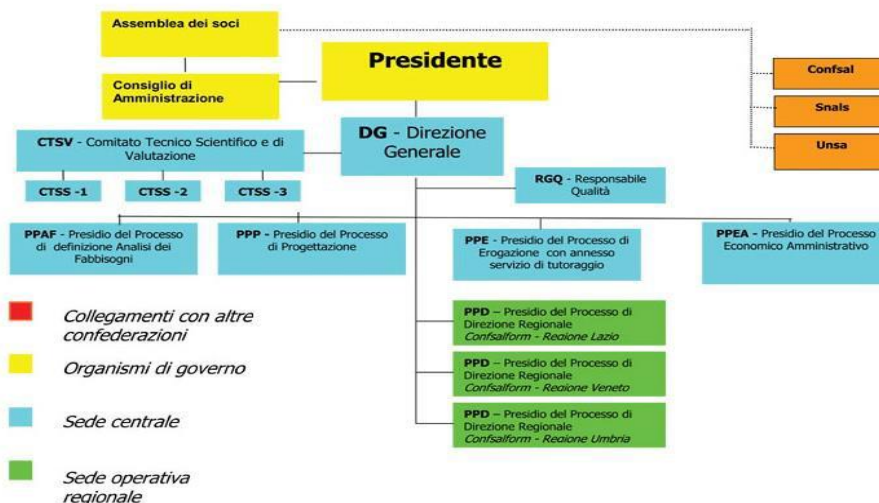 Assemblea dei soci
Presidente
Consiglio di
Amministrazione
Confsal
Snals
Unsa
CTSV - Comitato Tecnico Scientifico e di
Valutazione
DG - Direzione
Generale
CTSS -1
CTSS -2
CTSS -3
RGQ - Responsabile
Qualità
PPAF - Presidio del Processo
di definizione Analisi dei
Fabbisogni
PPP - Presidio del Processo
di Progettazione
PPE - Presidio del Processo di
Erogazione con annesso
servizio di tutoraggio
PPEA - Presidio del Processo
Economico Amministrativo
Collegamenti con altre
confederazioni
Organismi di governo
Sede centrale
Sede operativa
regionale
PPD – Presidio del Processo di
Direzione Regionale
Confsalform - Regione Lazio
PPD – Presidio del Processo di
Direzione Regionale
Confsalform - Regione Veneto
PPD – Presidio del Processo di
Direzione Regionale
Confsalform - Regione Umbria